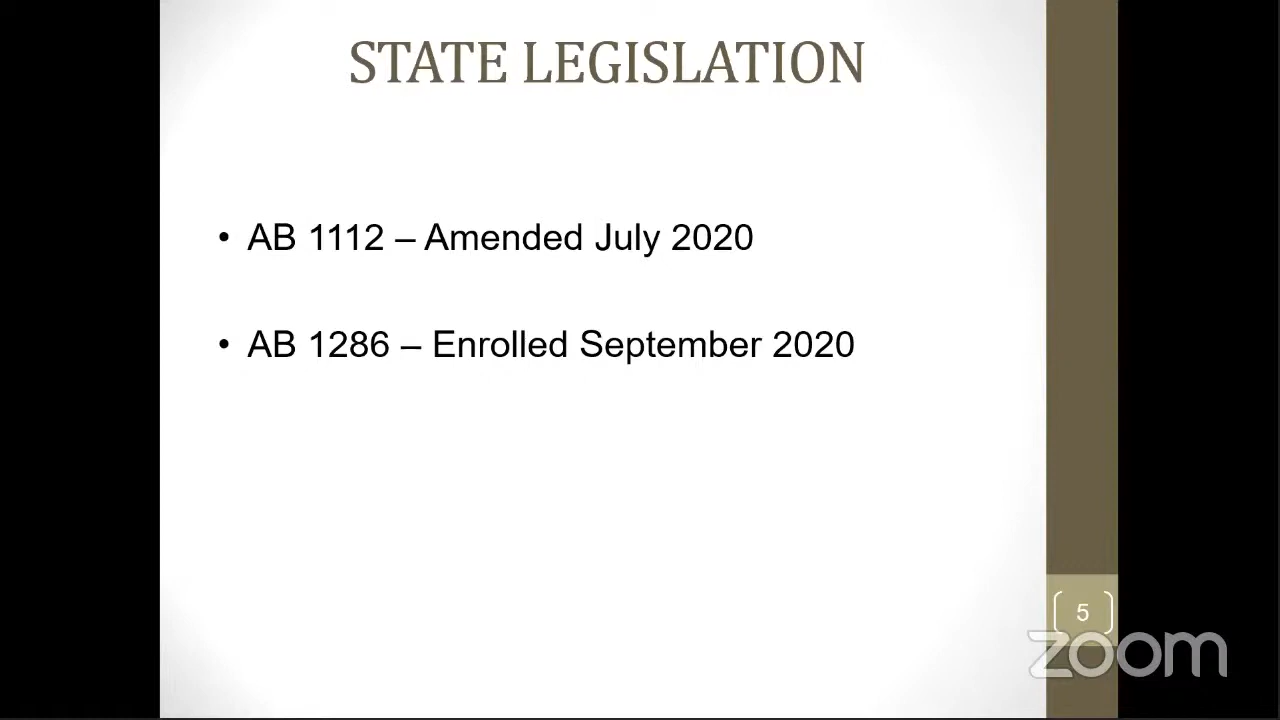 STATE LEGISLATION
• AB 1112 – Amended July 2020
• AB 1286 – Enrolled September 2020
5
zoom